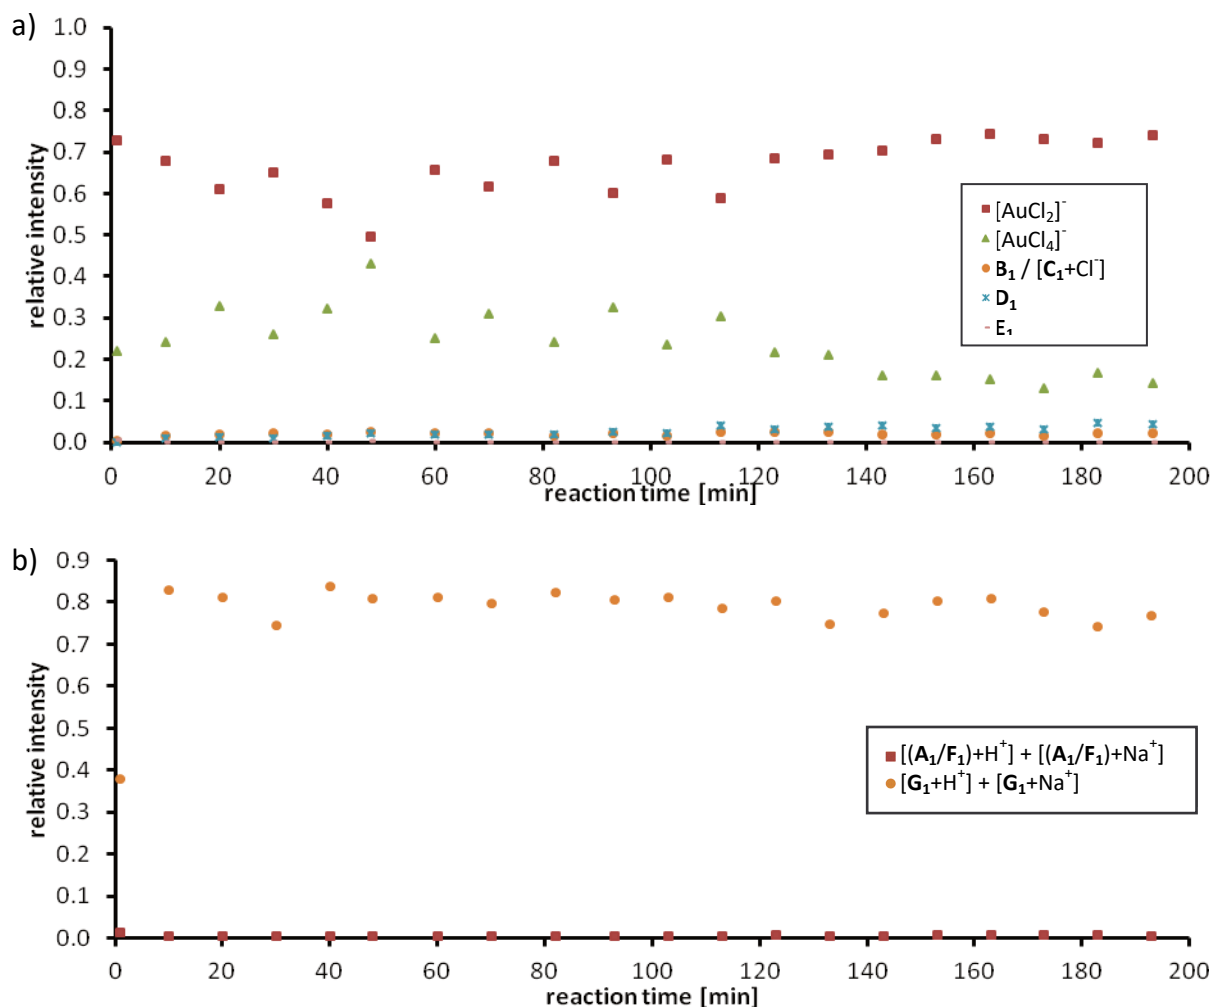 a)
1.0
0.9
0.8
0.7
0.6
0.5
0.4
0.3
0.2
0.1
0.0
relative intensity
[AuCl₂]⁻
[AuCl₄]⁻
B₁ / [C₁+Cl⁻]
D₁
E₁
0 20 40 60 80 100 120 140 160 180 200
reaction time [min]
b)
0.9
0.8
0.7
0.6
0.5
0.4
0.3
0.2
0.1
0.0
relative intensity
[(A₁/F₁)+H⁺] + [(A₁/F₁)+Na⁺]
[G₁+H⁺] + [G₁+Na⁺]
0 20 40 60 80 100 120 140 160 180 200
reaction time [min]